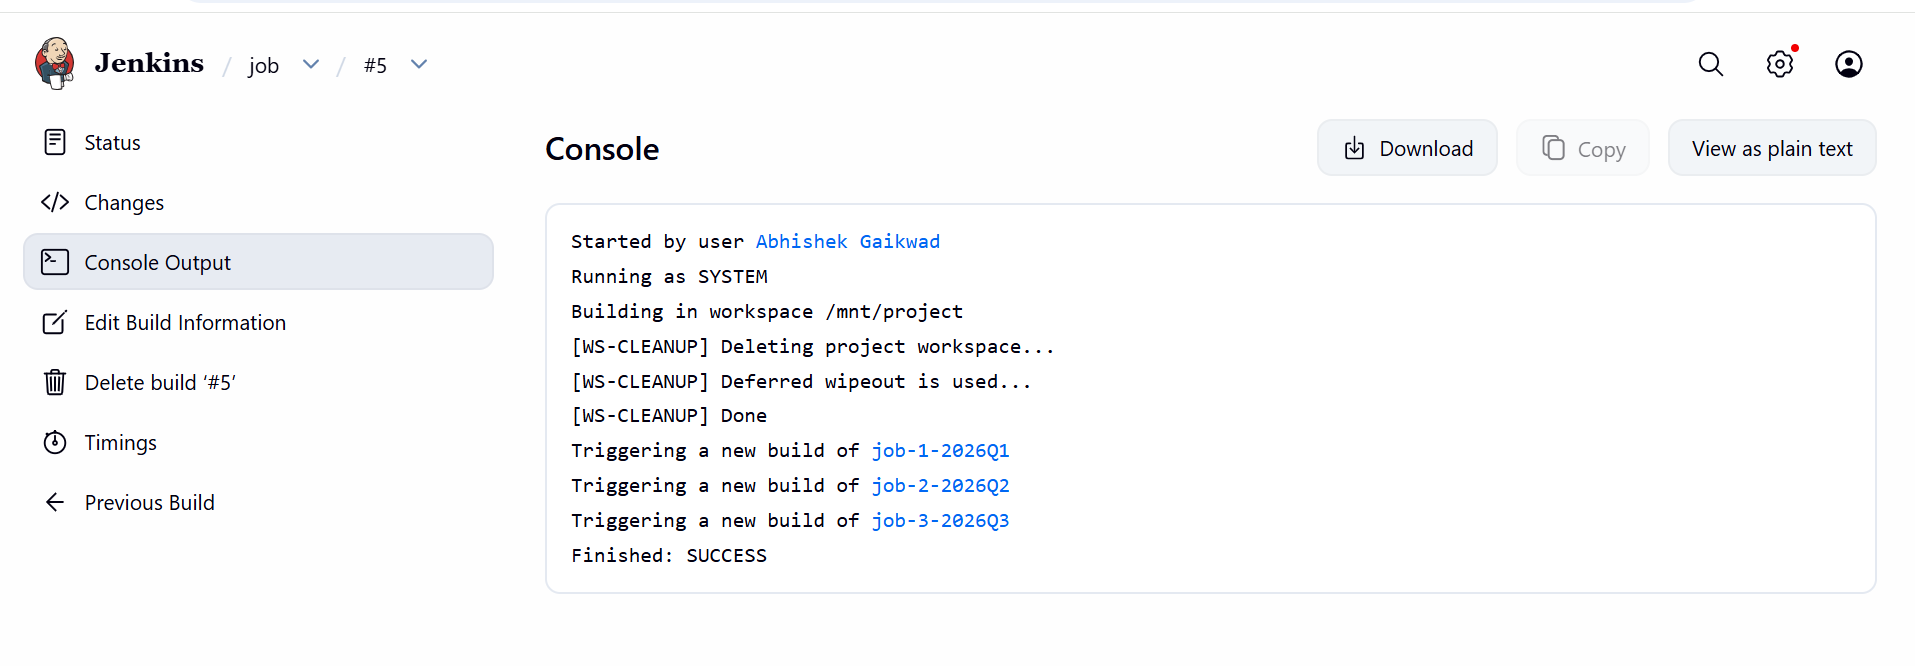 Jenkins / job / #5
Status
Changes
Console Output
Edit Build Information
Delete build ‘#5’
Timings
Previous Build
Console
Download
Copy
View as plain text
Started by user Abhishek Gaikwad
Running as SYSTEM
Building in workspace /mnt/project
[WS-CLEANUP] Deleting project workspace...
[WS-CLEANUP] Deferred wipeout is used...
[WS-CLEANUP] Done
Triggering a new build of job-1-2026Q1
Triggering a new build of job-2-2026Q2
Triggering a new build of job-3-2026Q3
Finished: SUCCESS